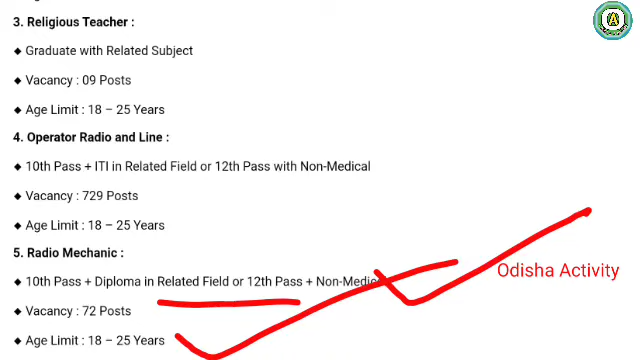 3. Religious Teacher :
◆ Graduate with Related Subject
◆ Vacancy : 09 Posts
◆ Age Limit : 18 – 25 Years
4. Operator Radio and Line :
◆ 10th Pass + ITI in Related Field or 12th Pass with Non-Medical
◆ Vacancy : 729 Posts
◆ Age Limit : 18 – 25 Years
5. Radio Mechanic :
◆ 10th Pass + Diploma in Related Field or 12th Pass +
◆ Vacancy : 72 Posts
◆ Age Limit : 18 – 25 Years
Odisha Activity
A